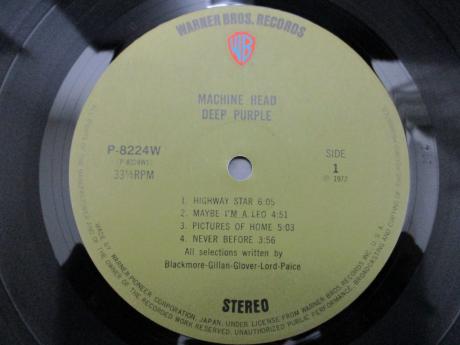 WARNER BROS. RECORDS
WB
MACHINE HEAD
DEEP PURPLE
P-8224W
(P-8224W1)
33⅓RPM
SIDE
1
Ⓟ 1972
1. HIGHWAY STAR 6:05
2. MAYBE I'M A LEO 4:51
3. PICTURES OF HOME 5:03
4. NEVER BEFORE 3:56
All selections written by
Blackmore-Gillan-Glover-Lord-Paice
STEREO
MADE BY WARNER-PIONEER CORPORATION, JAPAN. UNDER LICENSE FROM WARNER BROS. RECORDS INC., U.S.A.
OF THE RECORDED WORK RESERVED. UNAUTHORIZED PUBLIC PERFORMANCE, BROADCASTING AND COPYING OF